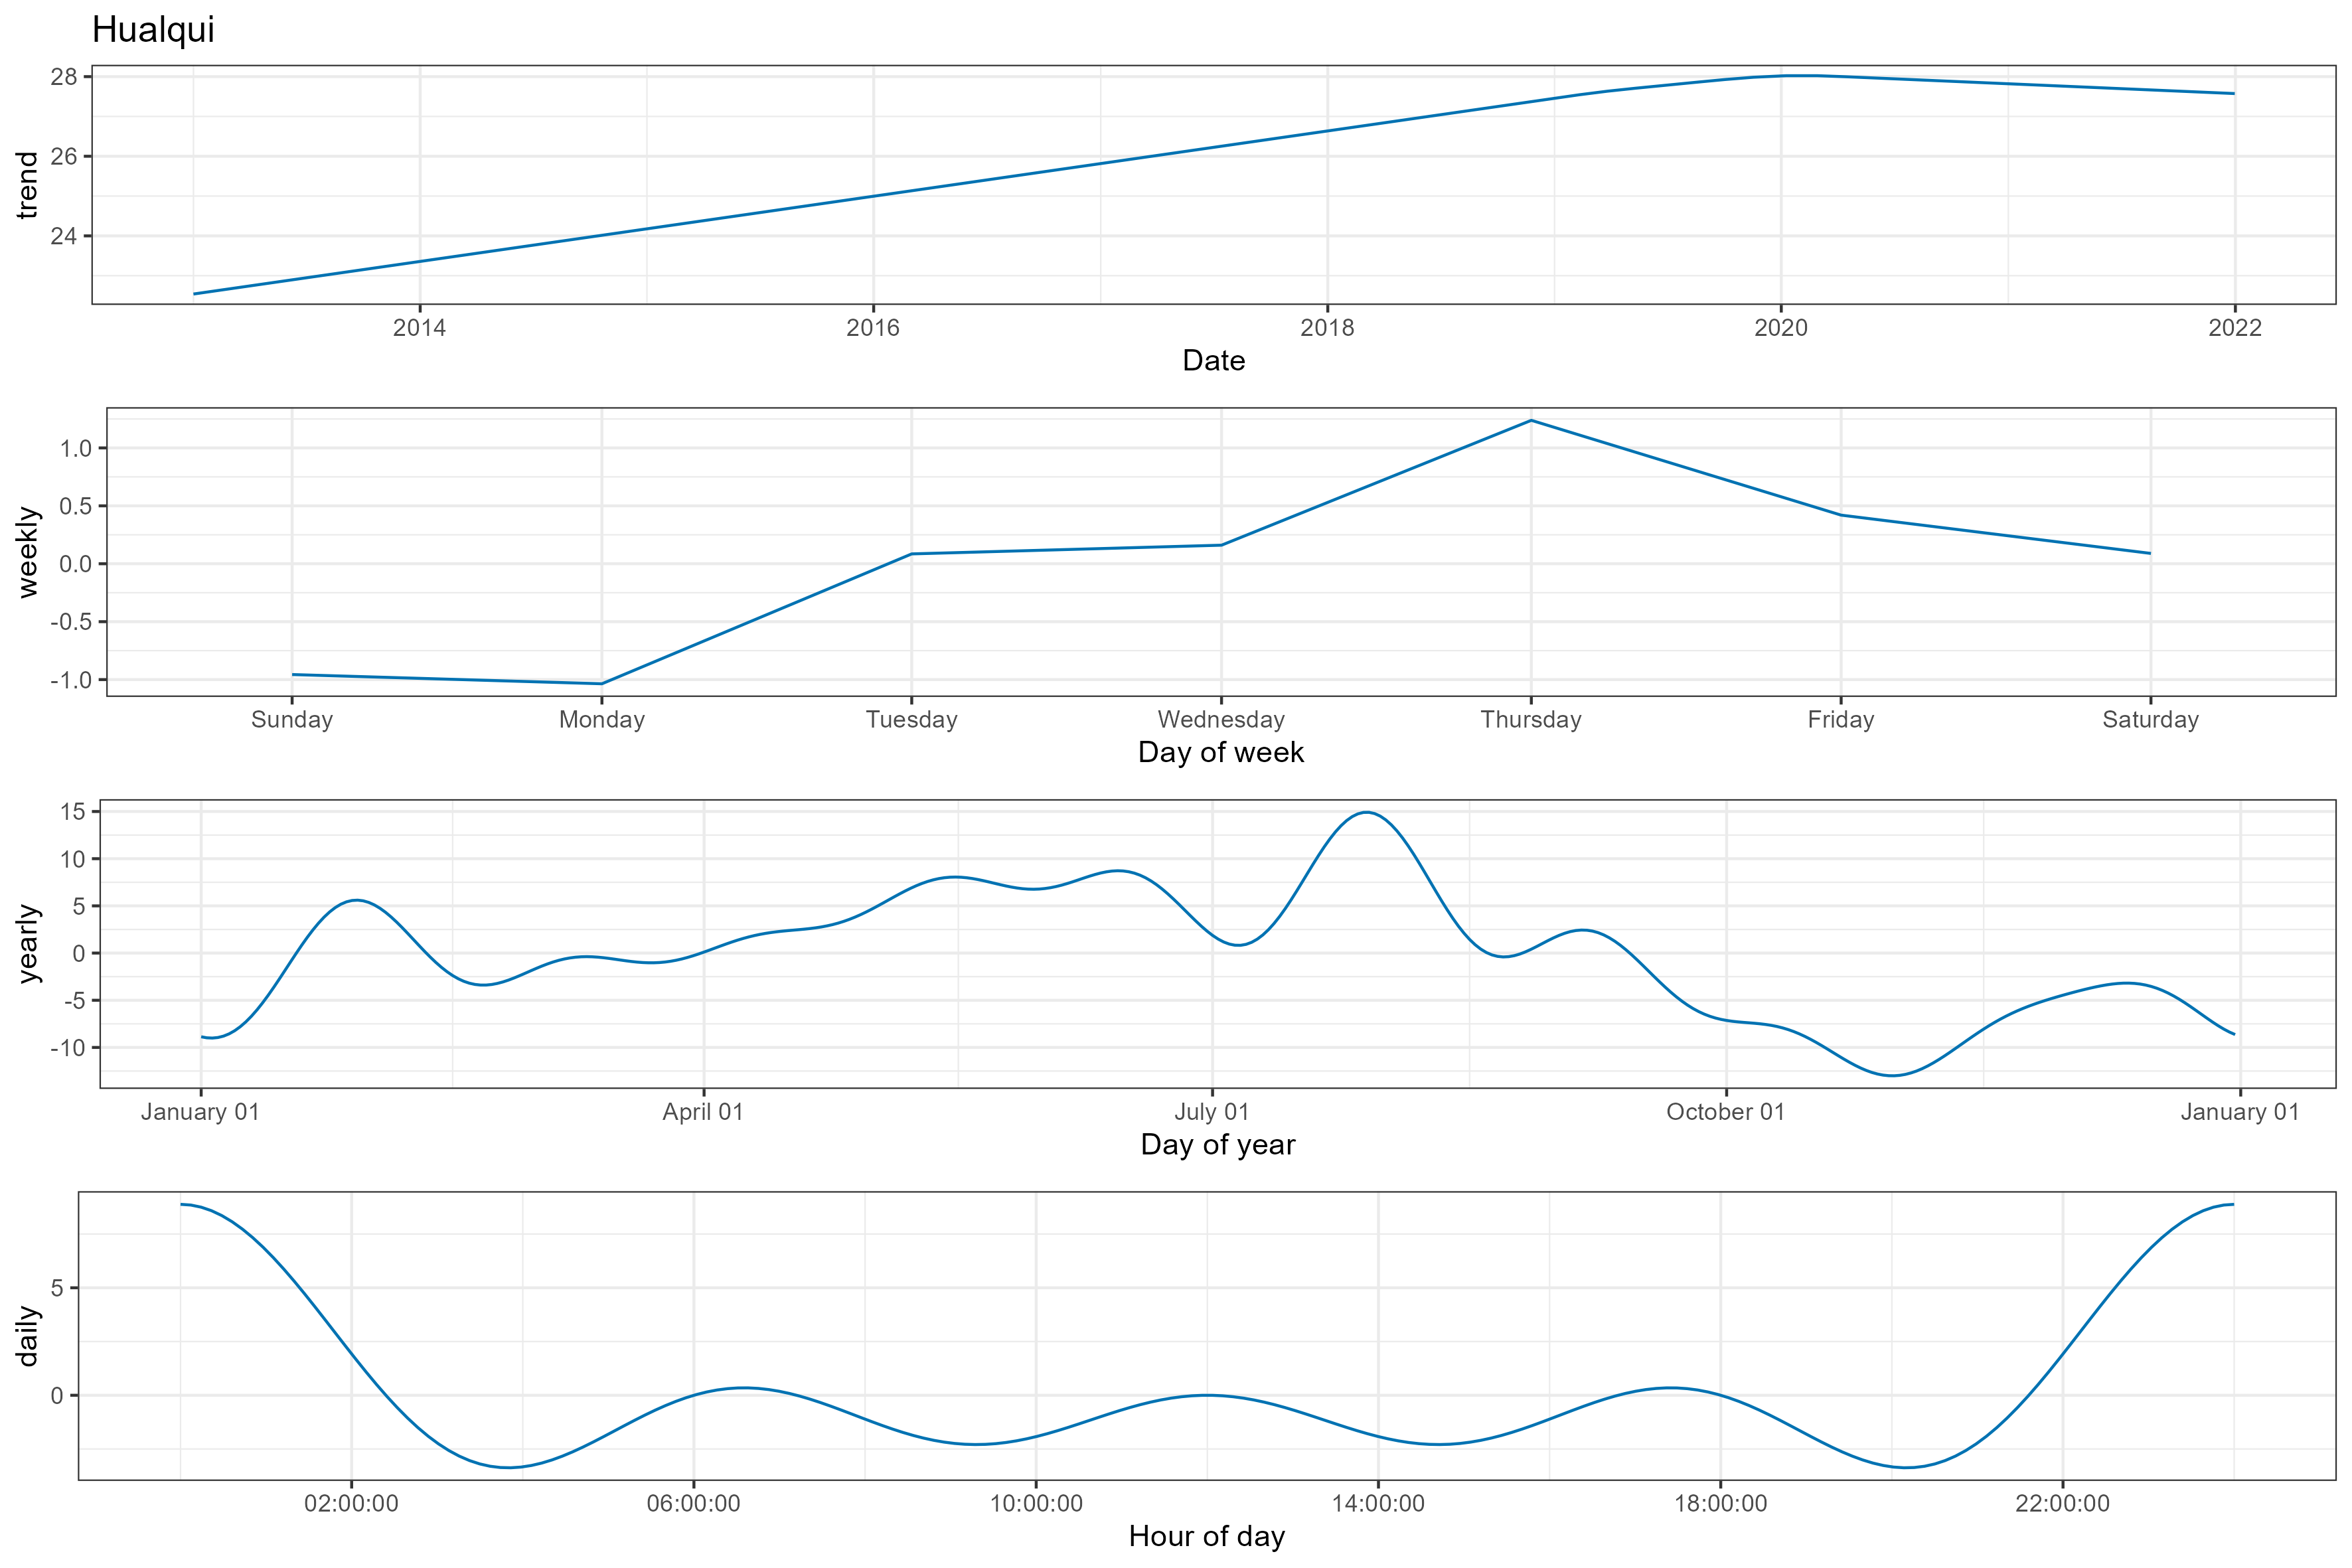 Hualqui
28
26
24
trend
2014 2016 2018 2020 2022
Date
1.0
0.5
0.0
-0.5
-1.0
weekly
Sunday Monday Tuesday Wednesday Thursday Friday Saturday
Day of week
15
10
5
0
-5
-10
yearly
January 01 April 01 July 01 October 01 January 01
Day of year
5
0
daily
02:00:00 06:00:00 10:00:00 14:00:00 18:00:00 22:00:00
Hour of day